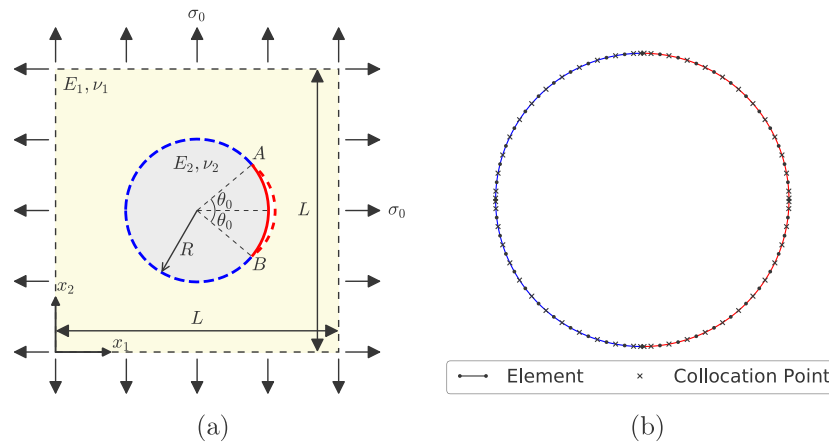 σ₀
E₁, ν₁
E₂, ν₂
A
θ₀
θ₀
L
σ₀
R
B
x₂
L
x₁
Element
Collocation Point
(a)
(b)